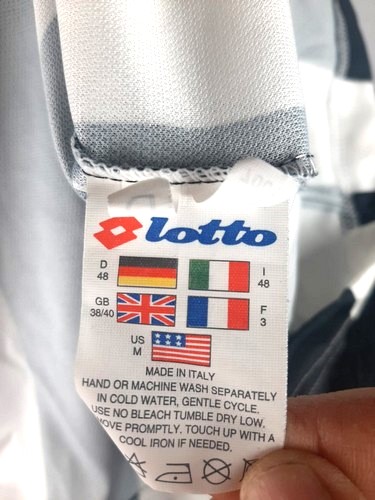 lotto
D 48 I 48
GB 38/40 F 3
US M
MADE IN ITALY
HAND OR MACHINE WASH SEPARATELY
IN COLD WATER, GENTLE CYCLE.
USE NO BLEACH TUMBLE DRY LOW.
MOVE PROMPTLY. TOUCH UP WITH A
COOL IRON IF NEEDED.